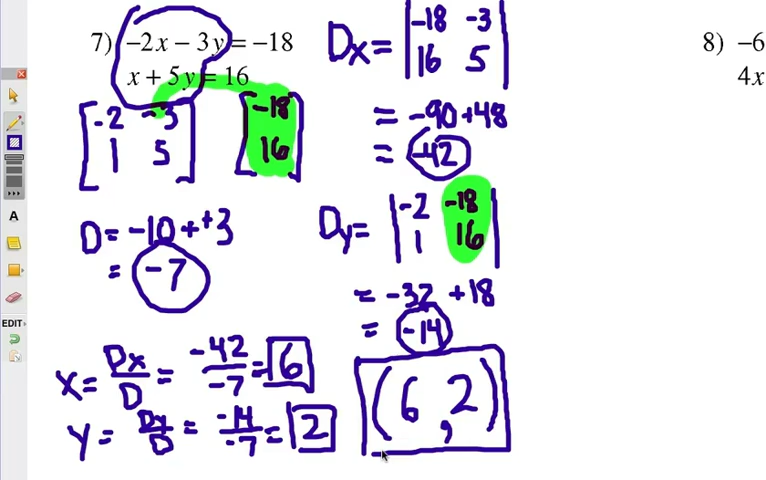 7) -2x - 3y = -18
x + 5y = 16
[-2 -3
1 5]
[-18
16]
D = -10 + +3
= -7
x = Dx/D = -42/-7 = 6
y = Dy/D = -14/-7 = 2
Dx = |-18 -3
16 5|
= -90 + 48
= -42
Dy = |-2 -18
1 16|
= -32 + 18
= -14
(6, 2)
8) -6
4x
A
EDIT